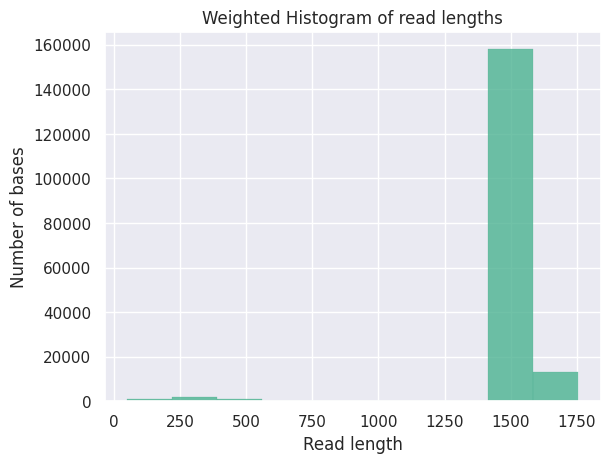 Weighted Histogram of read lengths
160000
140000
120000
100000
80000
60000
40000
20000
0
Number of bases
0 250 500 750 1000 1250 1500 1750
Read length